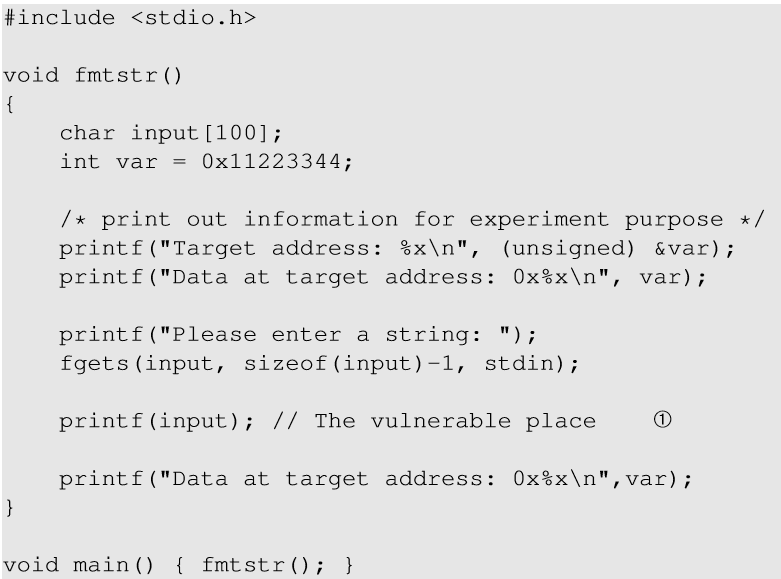 #include <stdio.h>
void fmtstr()
{
    char input[100];
    int var = 0x11223344;
    /* print out information for experiment purpose */
    printf("Target address: %x\n", (unsigned) &var);
    printf("Data at target address: 0x%x\n", var);
    printf("Please enter a string: ");
    fgets(input, sizeof(input)-1, stdin);
    printf(input); // The vulnerable place    ①
    printf("Data at target address: 0x%x\n",var);
}
void main() { fmtstr(); }